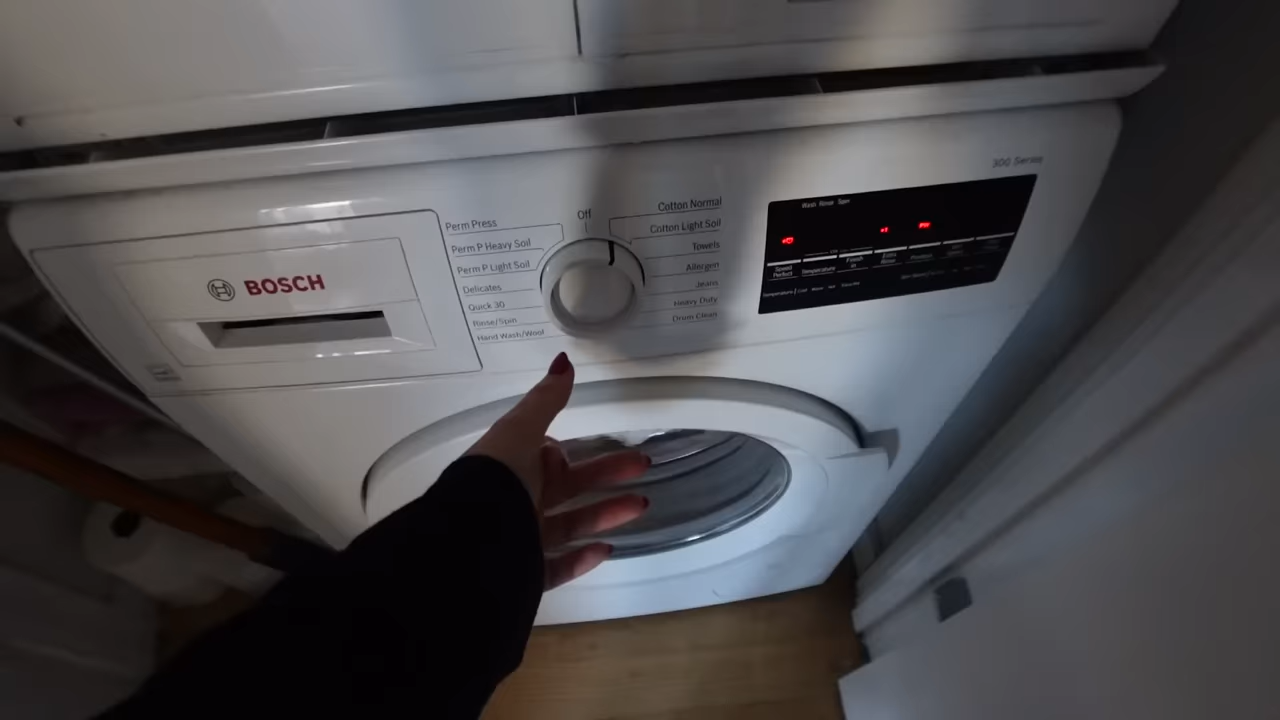 BOSCH
Perm Press
Perm P Heavy Soil
Perm P Light Soil
Delicates
Quick 30
Rinse/Spin
Hand Wash/Wool
Off
Cotton Normal
Cotton Light Soil
Towels
Allergen
Jeans
Heavy Duty
Drum Clean
300 Series
Wash Rinse Spin
Speed Perfect
Temperature
Finish in
Extra Rinse